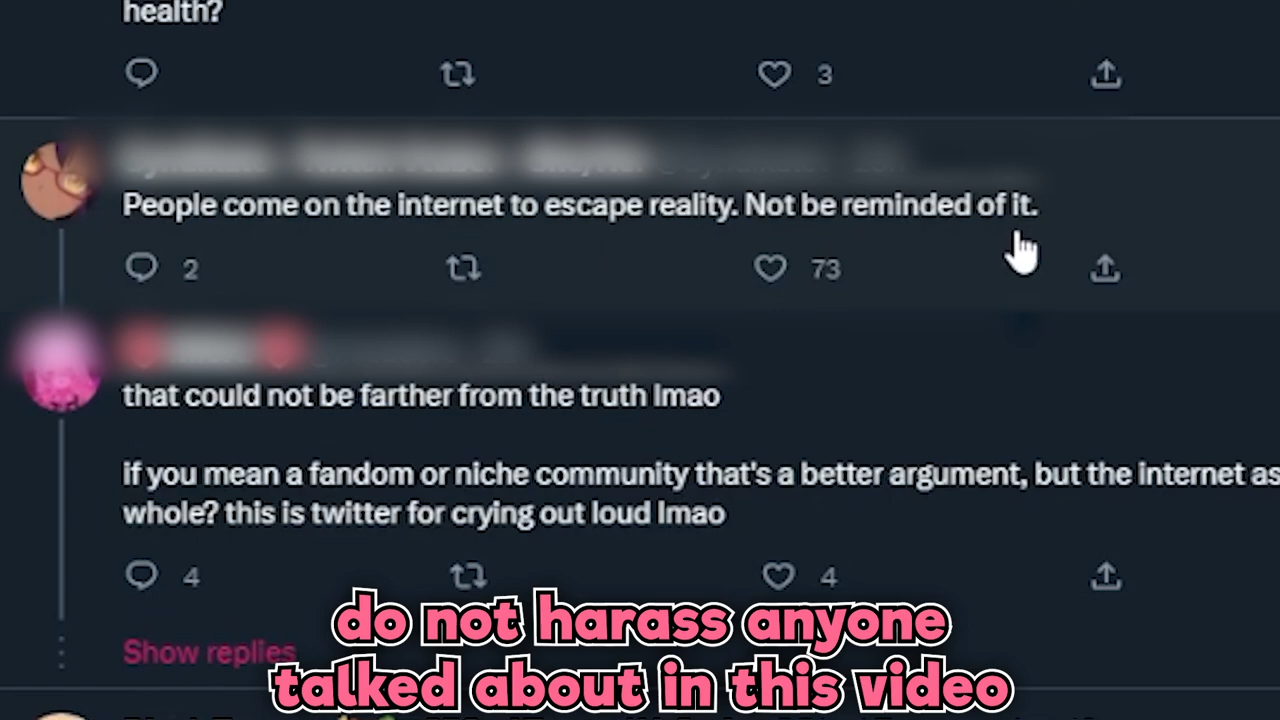 health?
3
People come on the internet to escape reality. Not be reminded of it.
2 73
that could not be farther from the truth lmao
if you mean a fandom or niche community that's a better argument, but the internet as
whole? this is twitter for crying out loud lmao
4 4
Show replies
do not harass anyone
talked about in this video